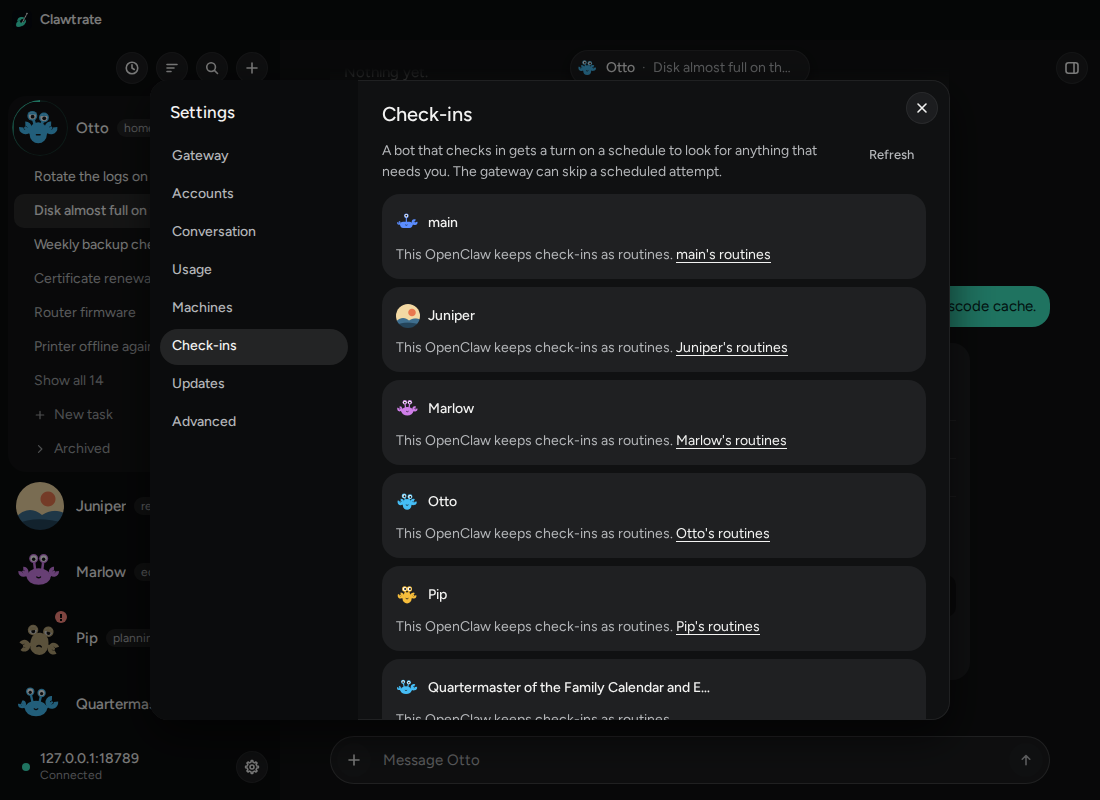 Clawtrate
Nothing yet.
Otto · Disk almost full on th...
Otto
Rotate the logs on
Disk almost full on
Weekly backup
Certificate
Router firmware
Printer offline
Show all 14
+ New task
Archived
Juniper
Marlow
!
Pip
127.0.0.1:18789
Connected
Settings
Gateway
Accounts
Conversation
Usage
Machines
Check-ins
Updates
Advanced
Check-ins
A bot that checks in gets a turn on a schedule to look for anything that
needs you. The gateway can skip a scheduled attempt.
Refresh
main
This OpenClaw keeps check-ins as routines. main's routines
Juniper
This OpenClaw keeps check-ins as routines. Juniper's routines
Marlow
This OpenClaw keeps check-ins as routines. Marlow's routines
Otto
This OpenClaw keeps check-ins as routines. Otto's routines
Pip
This OpenClaw keeps check-ins as routines. Pip's routines
Quartermaster of the Family Calendar and E...
This OpenClaw keeps check-ins as routines.
cache.
Message Otto